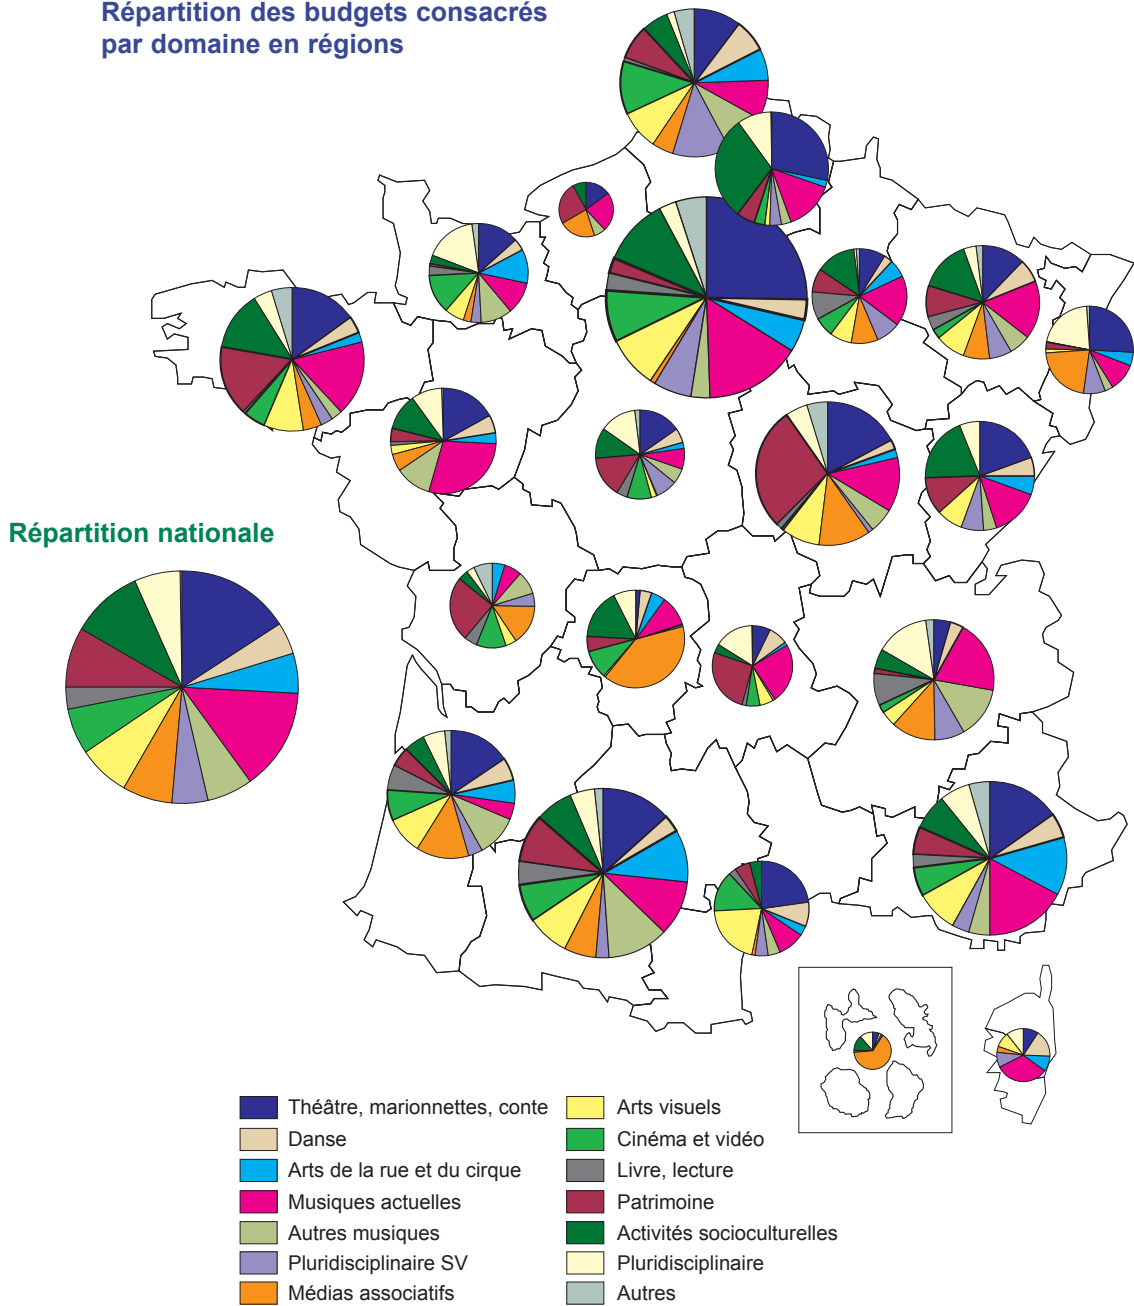 Répartition des budgets consacrés
par domaine en régions
Répartition nationale
Théâtre, marionnettes, conte
Danse
Arts de la rue et du cirque
Musiques actuelles
Autres musiques
Pluridisciplinaire SV
Médias associatifs
Arts visuels
Cinéma et vidéo
Livre, lecture
Patrimoine
Activités socioculturelles
Pluridisciplinaire
Autres